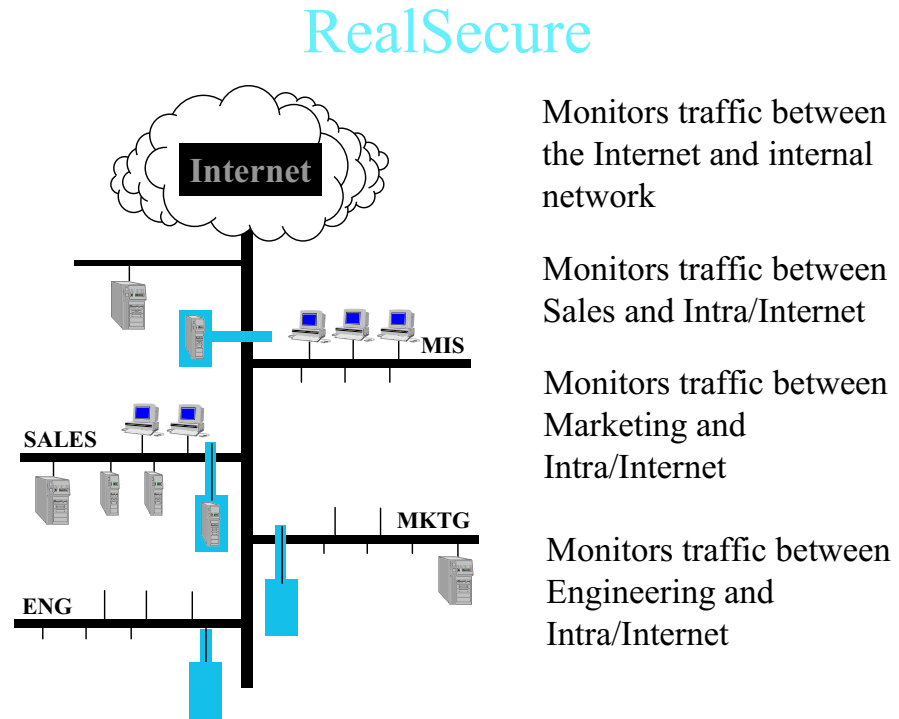 RealSecure
Internet
MIS
SALES
MKTG
ENG
Monitors traffic between
the Internet and internal
network
Monitors traffic between
Sales and Intra/Internet
Monitors traffic between
Marketing and
Intra/Internet
Monitors traffic between
Engineering and
Intra/Internet